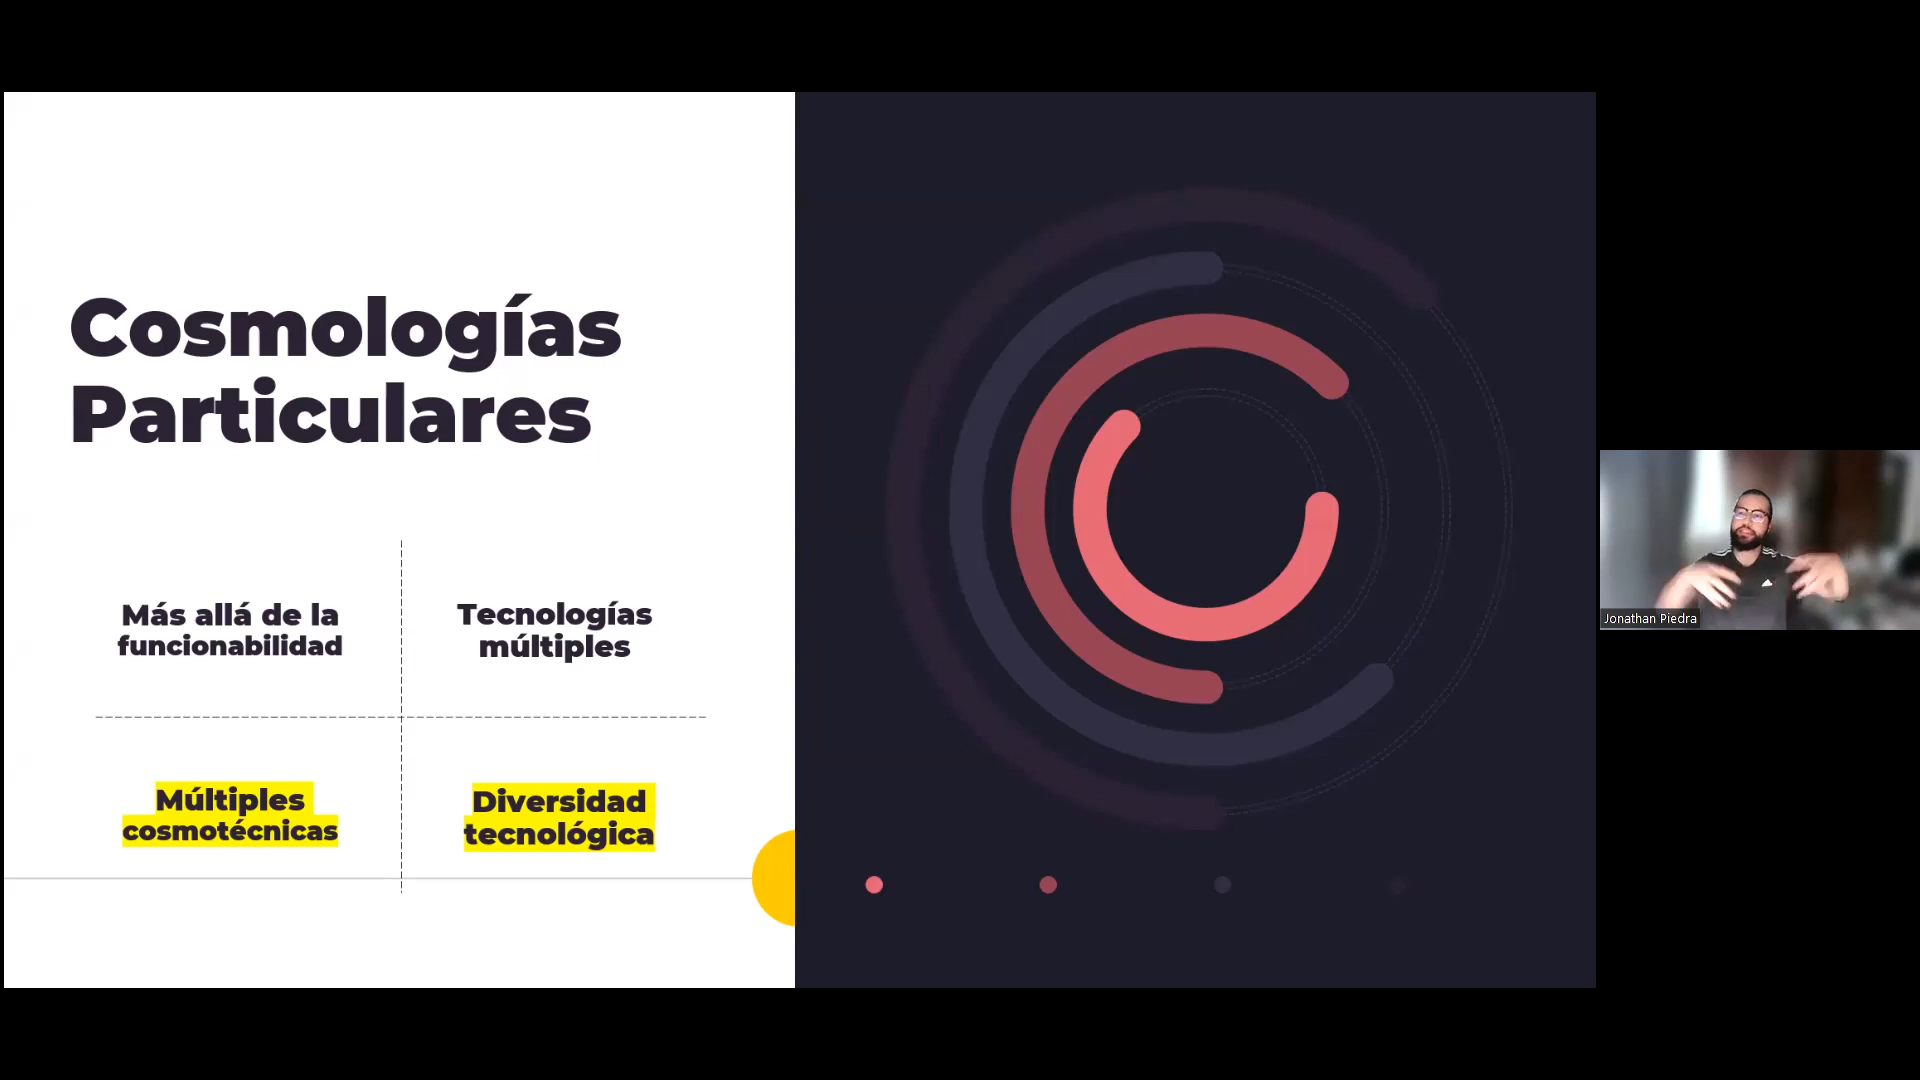 Cosmologías
Particulares
Más allá de la
funcionabilidad
Tecnologías
múltiples
Múltiples
cosmotécnicas
Diversidad
tecnológica
Jonathan Piedra